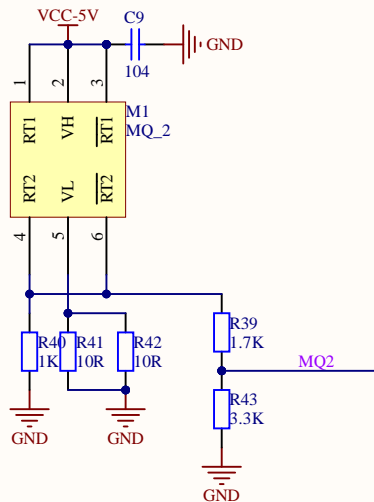 VCC-5V
C9
GND
104
1
2
3
M1
MQ_2
RT1
VH
RT1
RT2
VL
RT2
4
5
6
R40
1K
R41
10R
R42
10R
R39
1.7K
MQ2
R43
3.3K
GND
GND
GND